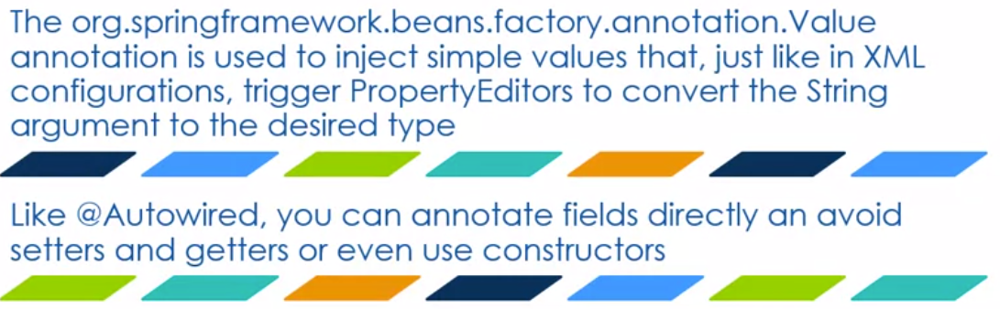 The org.springframework.beans.factory.annotation.Value
annotation is used to inject simple values that, just like in XML
configurations, trigger PropertyEditors to convert the String
argument to the desired type
Like @Autowired, you can annotate fields directly an avoid
setters and getters or even use constructors